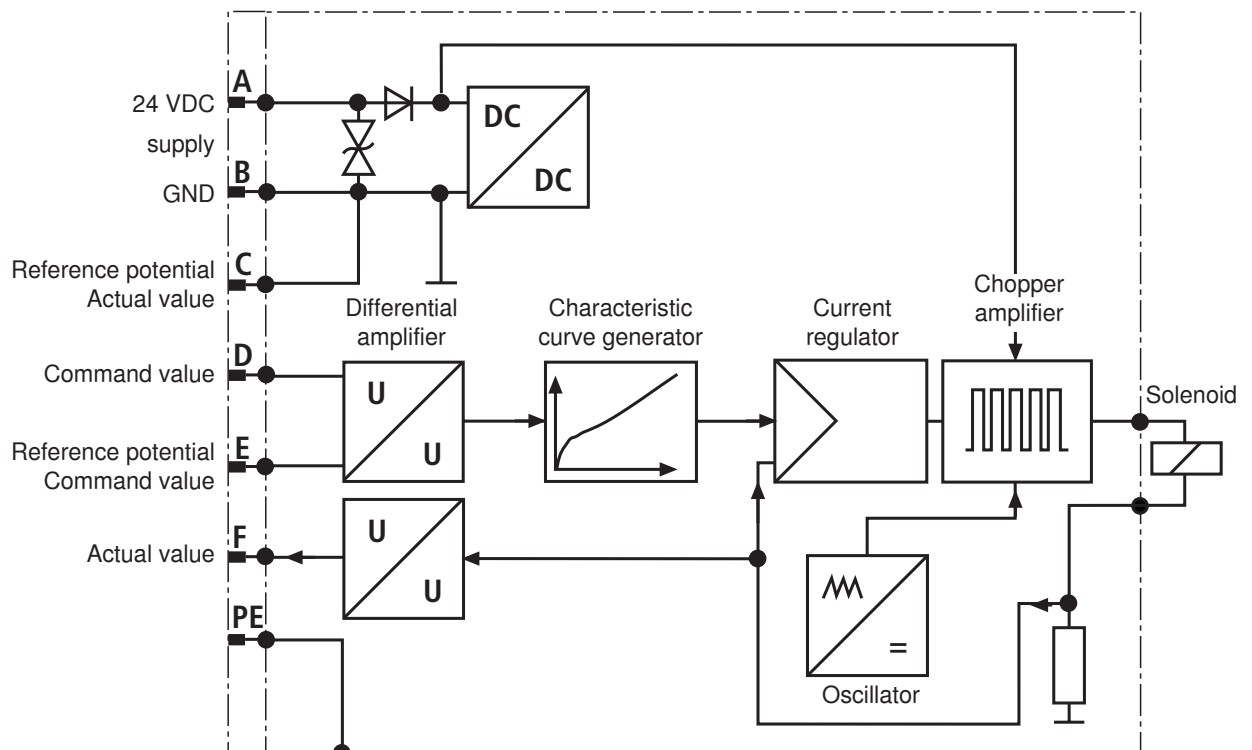 A
24 VDC
supply
B
GND
DC
DC
C
Reference potential
Actual value
Differential
amplifier
Characteristic
curve generator
Current
regulator
Chopper
amplifier
D
Command value
U
U
Solenoid
E
Reference potential
Command value
F
Actual value
U
U
PE
=
Oscillator